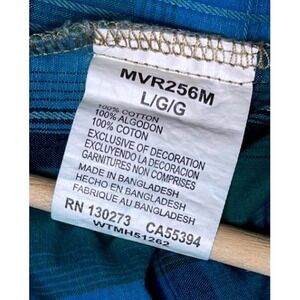 MVR256M
L/G/G
100% COTTON
100% ALGODON
100% COTON
EXCLUSIVE OF DECORATION
EXCLUYENDO LA DECORACION
GARNITURES NON COMPRISES
MADE IN BANGLADESH
HECHO EN BANGLADESH
FABRIQUE AU BANGLADESH
RN 130273 CA55394
WTMH51262